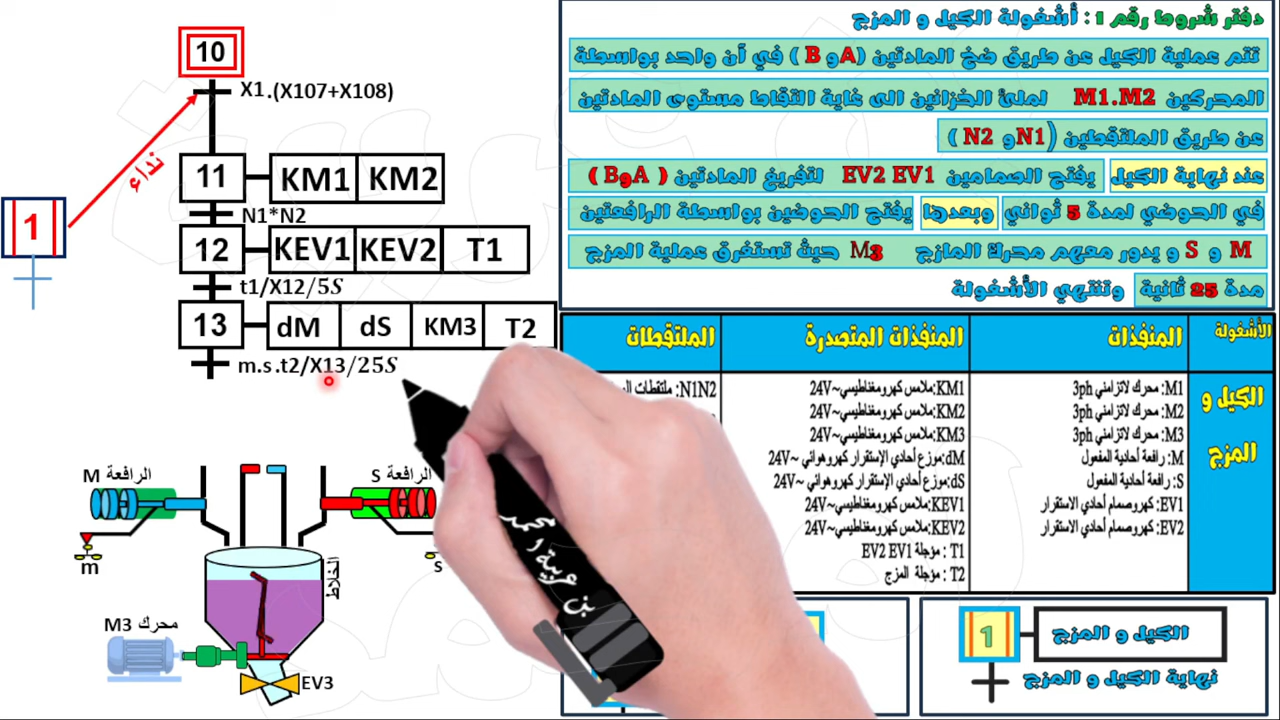 دفتر شروط رقم 1 : أشغولة الكيل و المزج
تتم عملية الكيل عن طريق ضخ المادتين (A و B ) في آن واحد بواسطة
المحركين M1.M2 لملئ الخزانين الى غاية التقاط مستوى المادتين
عن طريق الملتقطين (N1 و N2 )
عند نهاية الكيل يفتح الصمامين EV2 EV1 لتفريغ المادتين ( A و B )
في الحوضي لمدة 5 ثواني وبعدها يفتح الحوضين بواسطة الرافعتين
M و S و يدور معهم محرك المازج M3 حيث تستغرق عملية المزج
مدة 25 ثانية وتنتهي الأشغولة
10
X1.(X107+X108)
نداء
1
11 KM1 KM2
N1*N2
12 KEV1 KEV2 T1
t1/X12/5S
13 dM dS KM3 T2
m.s.t2/X13/25S
الأشغولة المنفذات المنفذات المتصدرة الملتقطات
الكيل و المزج
M1: محرك لاتزامني 3ph
M2: محرك لاتزامني 3ph
M3: محرك لاتزامني 3ph
M: رافعة أحادية المفعول
S: رافعة أحادية المفعول
EV1: كهروصمام أحادي الاستقرار
EV2: كهروصمام أحادي الاستقرار
KM1:ملامس كهرومغناطيسي~24V
KM2:ملامس كهرومغناطيسي~24V
KM3:ملامس كهرومغناطيسي~24V
dM:موزع أحادي الإستقرار كهروهوائي ~24V
dS:موزع أحادي الإستقرار كهروهوائي ~24V
KEV1:ملامس كهرومغناطيسي~24V
KEV2:ملامس كهرومغناطيسي~24V
T1 : مؤجلة EV2 EV1
T2 : مؤجلة المزج
N1N2: ملتقطات
الرافعة M
الرافعة S
m
s
الخلاط
محرك M3
EV3
1 الكيل و المزج
نهاية الكيل و المزج